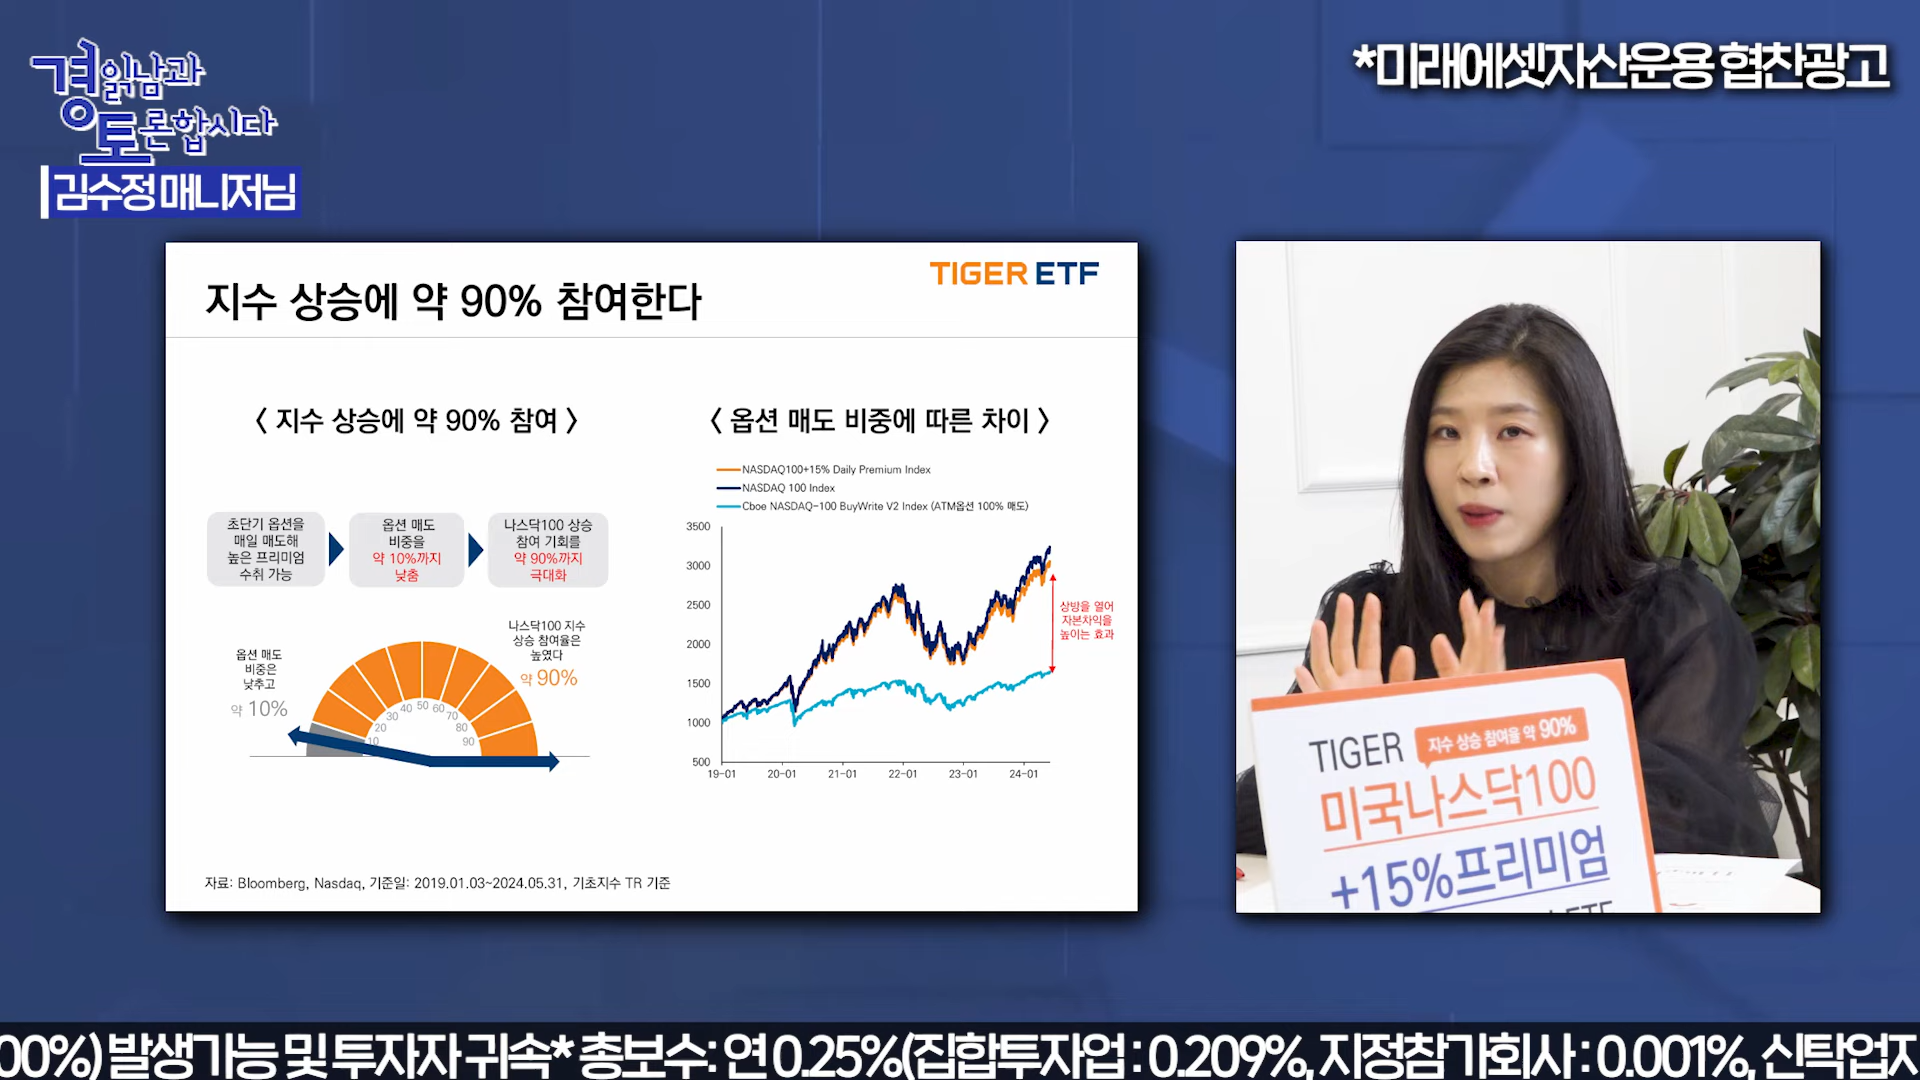 경읽남과
토론합시다
김수정 매니저님
*미래에셋자산운용 협찬광고
TIGER ETF
지수 상승에 약 90% 참여한다
〈 지수 상승에 약 90% 참여 〉
초단기 옵션을
매일 매도해
높은 프리미엄
수취 가능
옵션 매도
비중을
약 10%까지
낮춤
나스닥100 상승
참여 기회를
약 90%까지
극대화
옵션 매도
비중은
낮추고
약 10%
나스닥100 지수
상승 참여율은
높였다
약 90%
10
20
30
40
50
60
70
80
90
〈 옵션 매도 비중에 따른 차이 〉
NASDAQ100+15% Daily Premium Index
NASDAQ 100 Index
Cboe NASDAQ-100 BuyWrite V2 Index (ATM옵션 100% 매도)
3500
3000
2500
2000
1500
1000
500
19-01
20-01
21-01
22-01
23-01
24-01
상방을 열어
자본차익을
높이는 효과
자료: Bloomberg, Nasdaq, 기준일: 2019.01.03~2024.05.31, 기초지수 TR 기준
TIGER 지수 상승 참여율 약 90%
미국나스닥100
+15%프리미엄
ETF
00%) 발생가능 및 투자자 귀속* 총보수 : 연 0.25%(집합투자업 : 0.209%, 지정참가회사 : 0.001%, 신탁업자